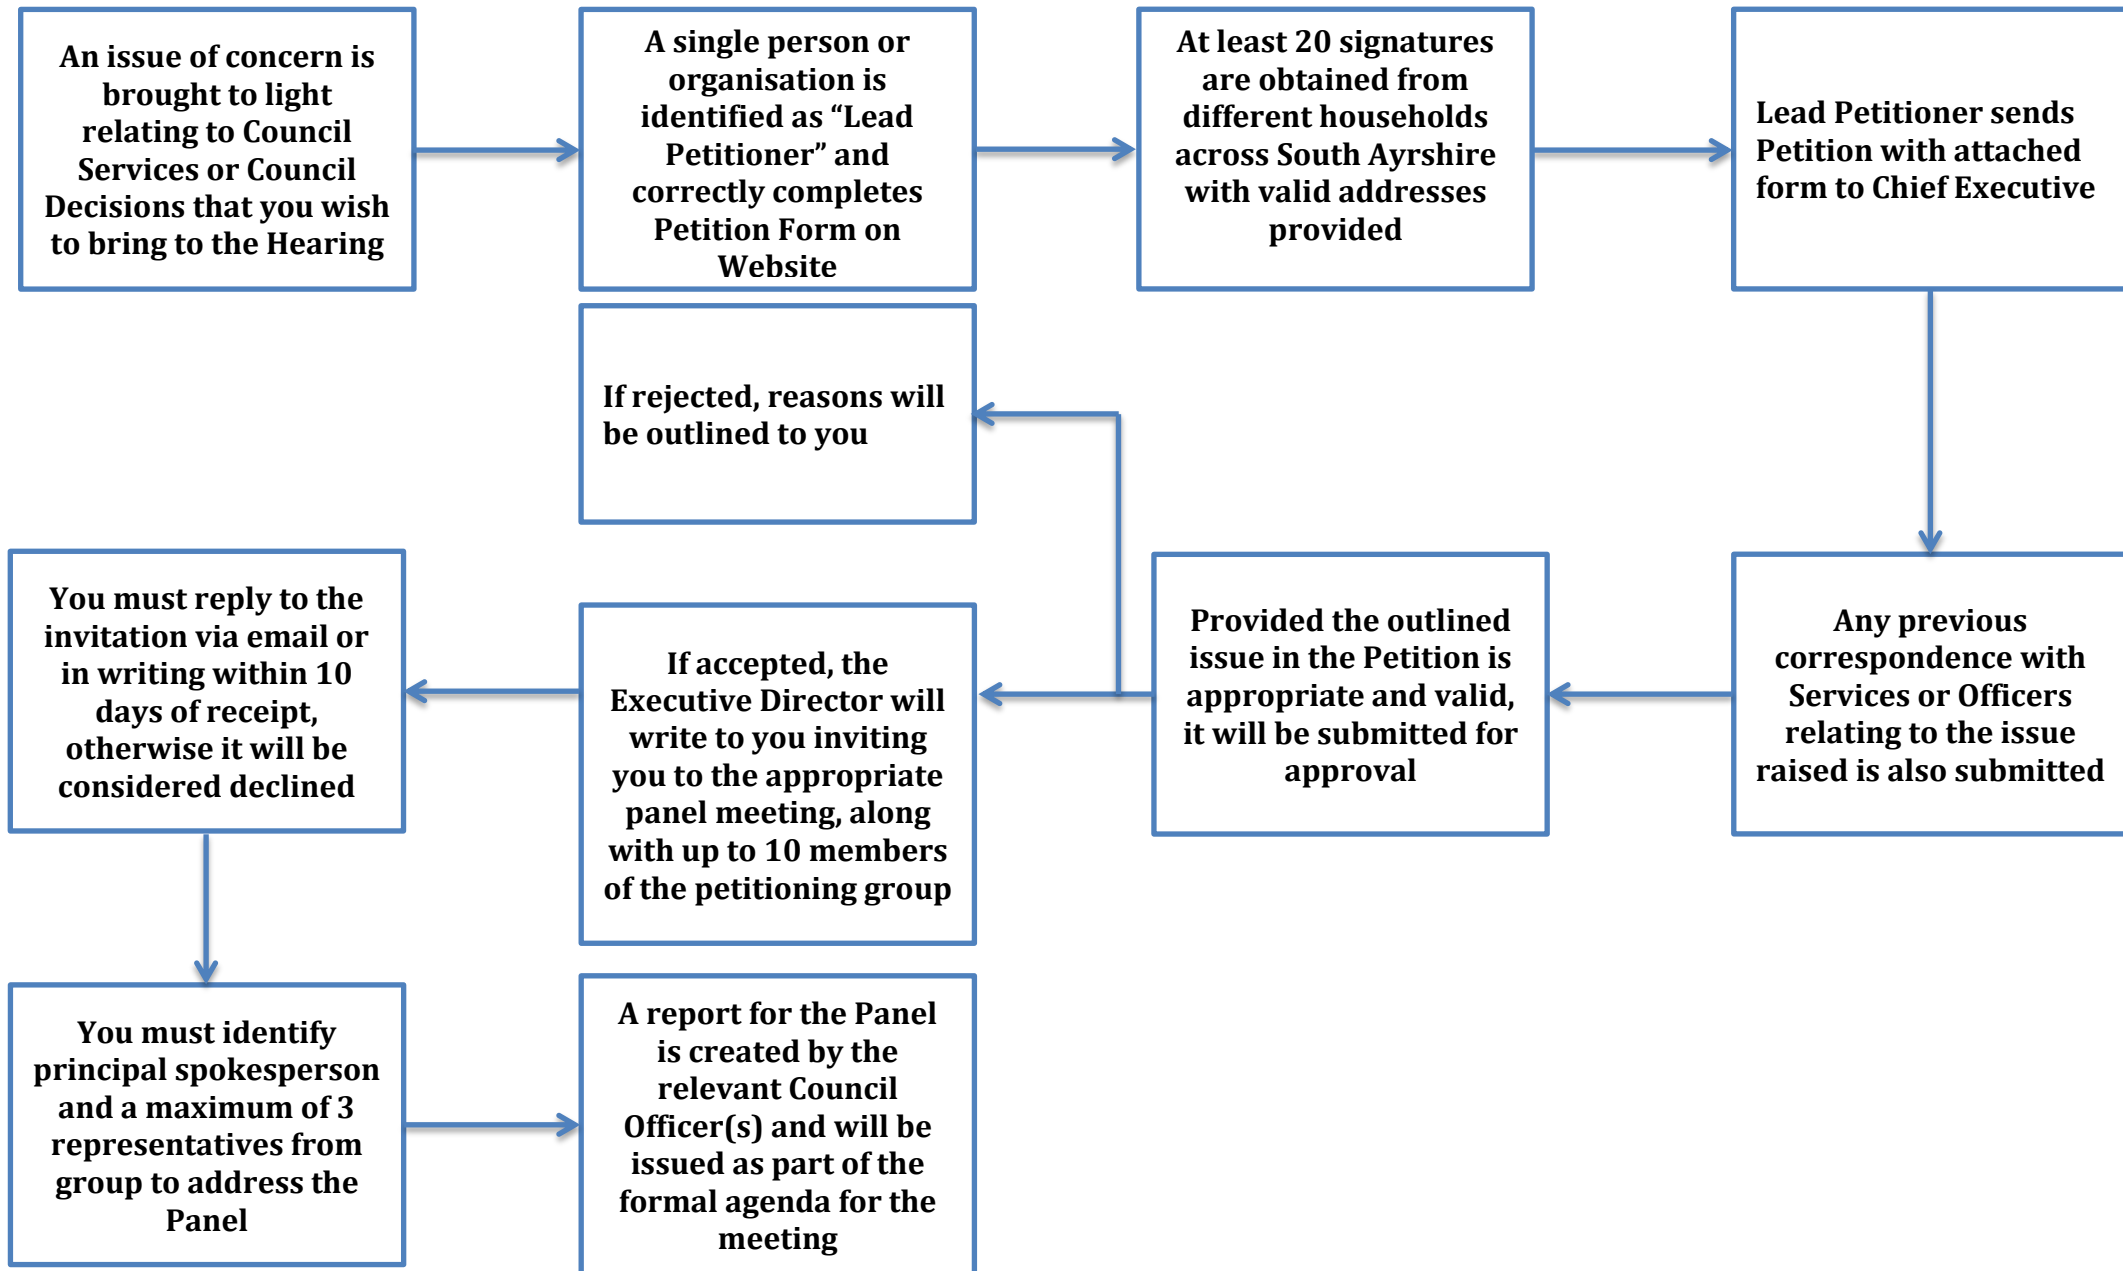 An issue of concern is
brought to light
relating to Council
Services or Council
Decisions that you wish
to bring to the Hearing
A single person or
organisation is
identified as “Lead
Petitioner” and
correctly completes
Petition Form on
Website
At least 20 signatures
are obtained from
different households
across South Ayrshire
with valid addresses
provided
Lead Petitioner sends
Petition with attached
form to Chief Executive
Any previous
correspondence with
Services or Officers
relating to the issue
raised is also submitted
Provided the outlined
issue in the Petition is
appropriate and valid,
it will be submitted for
approval
If rejected, reasons will
be outlined to you
If accepted, the
Executive Director will
write to you inviting
you to the appropriate
panel meeting, along
with up to 10 members
of the petitioning group
You must reply to the
invitation via email or
in writing within 10
days of receipt,
otherwise it will be
considered declined
You must identify
principal spokesperson
and a maximum of 3
representatives from
group to address the
Panel
A report for the Panel
is created by the
relevant Council
Officer(s) and will be
issued as part of the
formal agenda for the
meeting